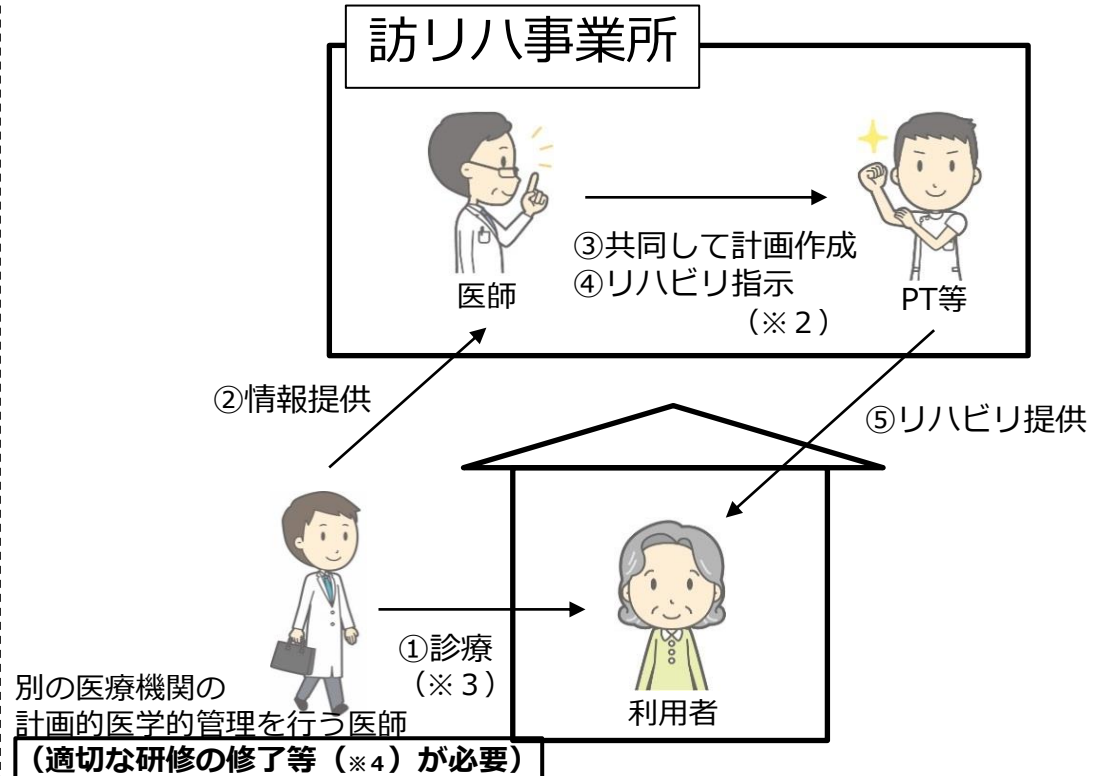 訪リハ事業所
③共同して計画作成
④リハビリ指示
（※２）
医師
PT等
②情報提供
⑤リハビリ提供
①診療
（※３）
利用者
別の医療機関の
計画的医学的管理を行う医師
（適切な研修の修了等（※4）が必要）